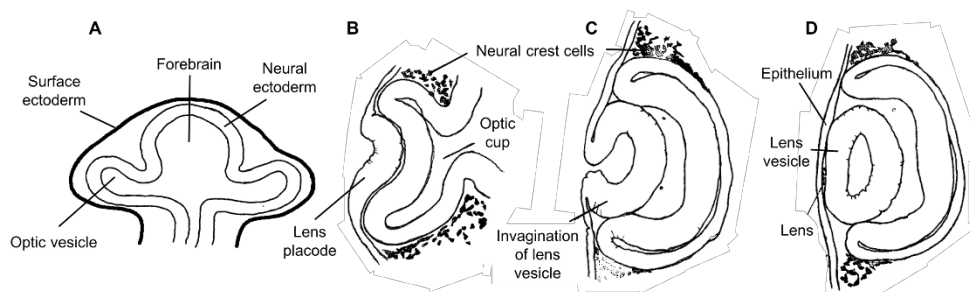 A
Forebrain
Surface
ectoderm
Neural
ectoderm
Optic vesicle
B
Neural crest cells
Optic
cup
Lens
placode
C
Invagination
of lens
vesicle
D
Epithelium
Lens
vesicle
Lens